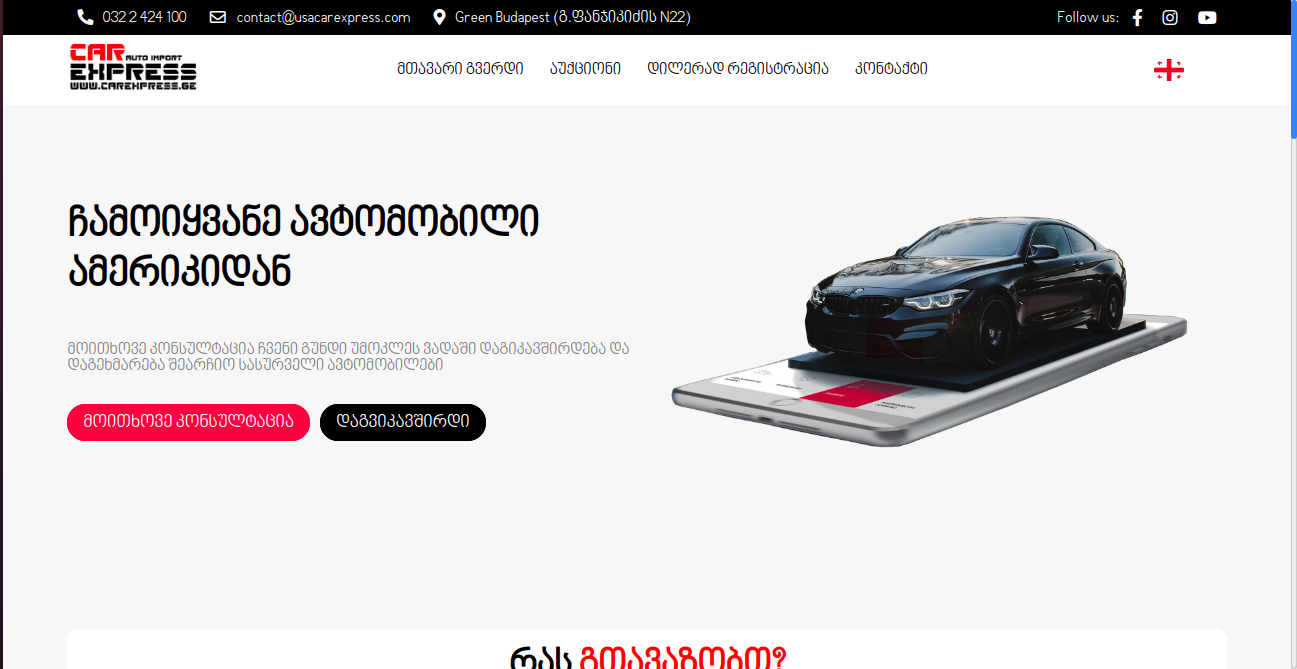 032 2 424 100
contact@usacarexpress.com
Green Budapest (გ.ფანჯიკიძის N22)
Follow us:
CAR AUTO IMPORT
EXPRESS
WWW.CAREXPRESS.GE
მთავარი გვერდი
აუქციონი
დილერად რეგისტრაცია
კონტაქტი
ჩამოიყვანე ავტომობილი
ამერიკიდან
მოითხოვე კონსულტაცია ჩვენი გუნდი უმოკლეს ვადაში დაგიკავშირდება და
დაგეხმარება შეარჩიო სასურველი ავტომობილები
მოითხოვე კონსულტაცია
დაგვიკავშირდი
რას გთავაზობთ?